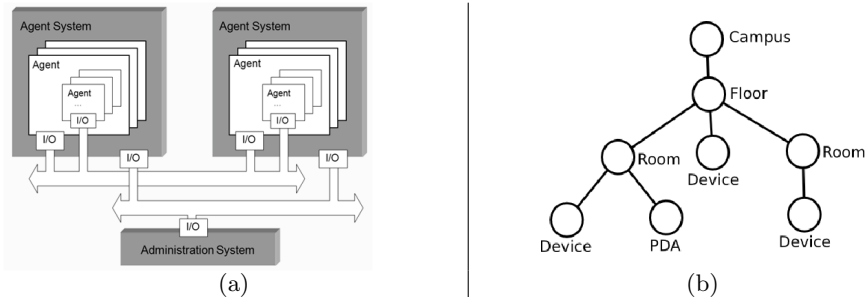 Agent System
Agent
Agent
...
I/O
I/O
I/O
Agent System
Agent
Agent
...
I/O
I/O
I/O
I/O
Administration System
(a)
Campus
Floor
Room
Device
Room
Device
PDA
Device
(b)